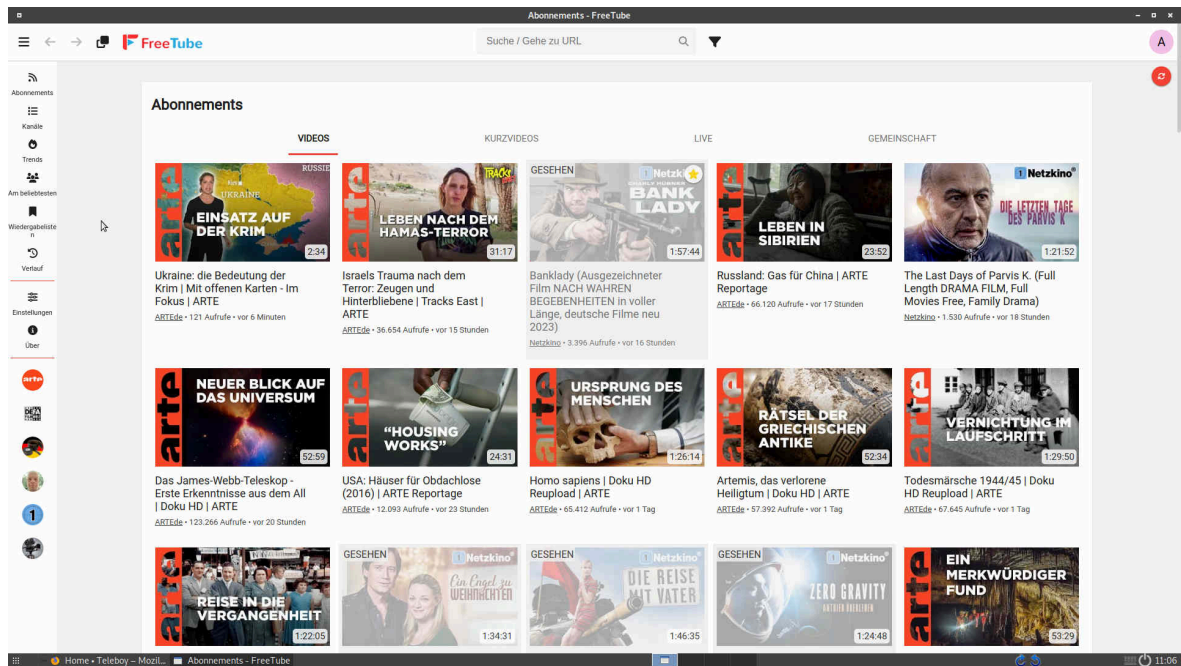 Abonnements - FreeTube
FreeTube
Suche / Gehe zu URL
A
Abonnements
Kanäle
Trends
Am beliebtesten
Wiedergabeliste
n
Verlauf
Einstellungen
Über
arte
1
Abonnements
VIDEOS
KURZVIDEOS
LIVE
GEMEINSCHAFT
arte
RUSSIE
UKRAINE
EINSATZ AUF
DER KRIM
2:34
Ukraine: die Bedeutung der
Krim | Mit offenen Karten - Im
Fokus | ARTE
ARTEde • 121 Aufrufe • vor 6 Minuten
arte
TRACKS
LEBEN NACH DEM
HAMAS-TERROR
31:17
Israels Trauma nach dem
Terror: Zeugen und
Hinterbliebene | Tracks East |
ARTE
ARTEde • 36.654 Aufrufe • vor 15 Stunden
GESEHEN
1 Netzki
CHARLY HÜBNER
BANK
LADY
1:57:44
Banklady (Ausgezeichneter
Film NACH WAHREN
BEGEBENHEITEN in voller
Länge, deutsche Filme neu
2023)
Netzkino • 3.396 Aufrufe • vor 16 Stunden
arte
LEBEN IN
SIBIRIEN
23:52
Russland: Gas für China | ARTE
Reportage
ARTEde • 66.120 Aufrufe • vor 17 Stunden
1 Netzkino
DIE LETZTEN TAGE
DES PARVIS K
1:21:52
The Last Days of Parvis K. (Full
Length DRAMA FILM, Full
Movies Free, Family Drama)
Netzkino • 1.530 Aufrufe • vor 18 Stunden
arte
NEUER BLICK AUF
DAS UNIVERSUM
52:59
Das James-Webb-Teleskop -
Erste Erkenntnisse aus dem All
| Doku HD | ARTE
ARTEde • 123.266 Aufrufe • vor 20 Stunden
arte
"HOUSING
WORKS"
24:31
USA: Häuser für Obdachlose
(2016) | ARTE Reportage
ARTEde • 12.093 Aufrufe • vor 23 Stunden
arte
URSPRUNG DES
MENSCHEN
1:26:14
Homo sapiens | Doku HD
Reupload | ARTE
ARTEde • 65.412 Aufrufe • vor 1 Tag
arte
RÄTSEL DER
GRIECHISCHEN
ANTIKE
52:34
Artemis, das verlorene
Heiligtum | Doku HD | ARTE
ARTEde • 57.392 Aufrufe • vor 1 Tag
arte
VERNICHTUNG IM
LAUFSCHRITT
1:29:50
Todesmärsche 1944/45 | Doku
HD Reupload | ARTE
ARTEde • 67.645 Aufrufe • vor 1 Tag
arte
REISE IN DIE
VERGANGENHEIT
1:22:05
GESEHEN
1 Netzkino
Ein Engel zu
WEIHNACHTEN
1:34:31
GESEHEN
1 Netzkino
DIE REISE
MIT VATER
1:46:35
GESEHEN
Netzkino
ZERO GRAVITY
ANTRIEB ÜBERLEBEN
1:24:48
arte
EIN
MERKWÜRDIGER
FUND
53:29
Home • Teleboy – Mozil...
Abonnements - FreeTube
11:06